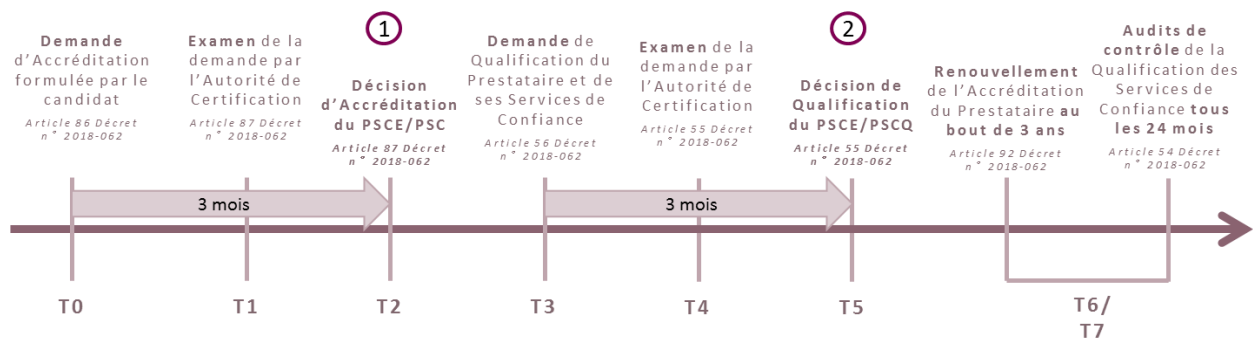 1
2
Demande
d'Accréditation
formulée par le
candidat
Article 86 Décret
n° 2018-062
Examen de la
demande par
l'Autorité de
Certification
Article 87 Décret
n° 2018-062
Décision
d'Accréditation
du PSCE/PSC
Article 87 Décret
n° 2018-062
Demande de
Qualification du
Prestataire et de
ses Services de
Confiance
Article 56 Décret
n° 2018-062
Examen de la
demande par
l'Autorité de
Certification
Article 55 Décret
n° 2018-062
Décision de
Qualification
du PSCE/PSCQ
Article 55 Décret
n° 2018-062
Renouvellement
de l'Accréditation
du Prestataire au
bout de 3 ans
Article 92 Décret
n° 2018-062
Audits de
contrôle de la
Qualification des
Services de
Confiance tous
les 24 mois
Article 54 Décret
n° 2018-062
3 mois
3 mois
T0
T1
T2
T3
T4
T5
T6/
T7